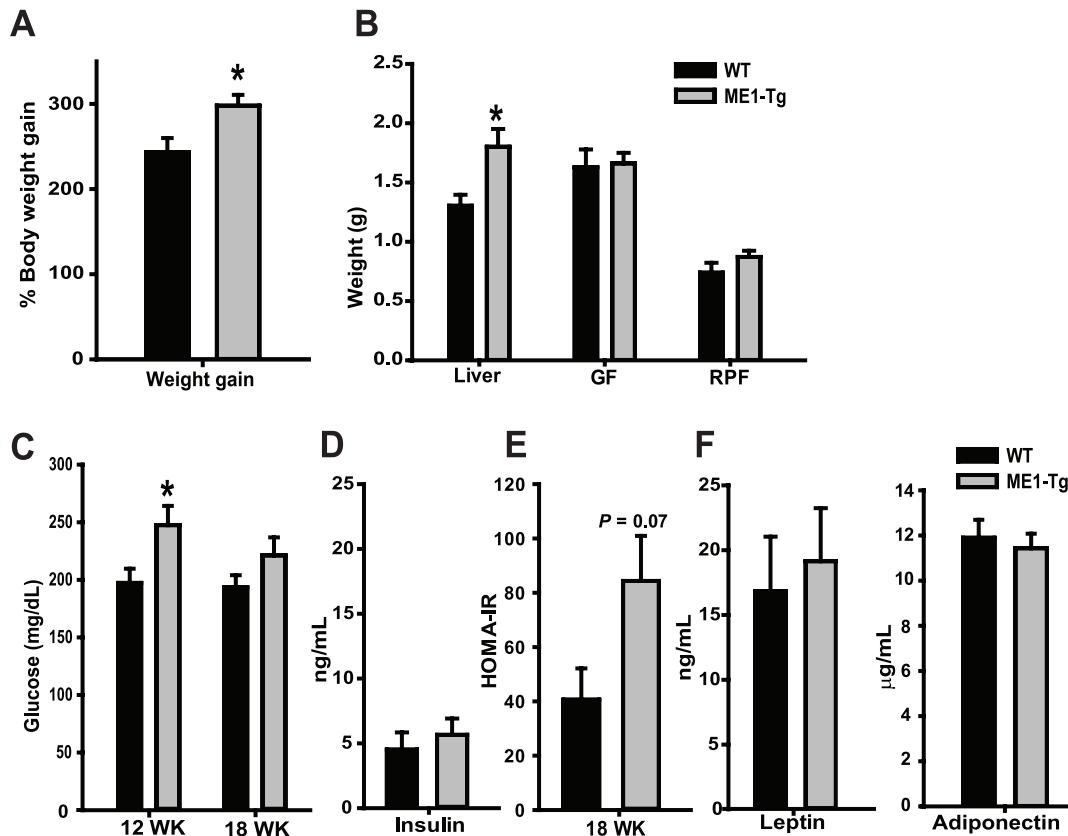 A
% Body weight gain
300
200
100
0
*
Weight gain
B
Weight (g)
2.5
2.0
1.5
1.0
0.5
0.0
*
Liver
GF
RPF
WT
ME1-Tg
C
Glucose (mg/dL)
300
250
200
150
100
50
0
*
12 WK
18 WK
D
ng/mL
25
20
15
10
5
0
Insulin
E
HOMA-IR
120
100
80
60
40
20
0
P = 0.07
18 WK
F
ng/mL
25
20
15
10
5
0
Leptin
µg/mL
14
12
10
8
6
4
2
0
Adiponectin
WT
ME1-Tg